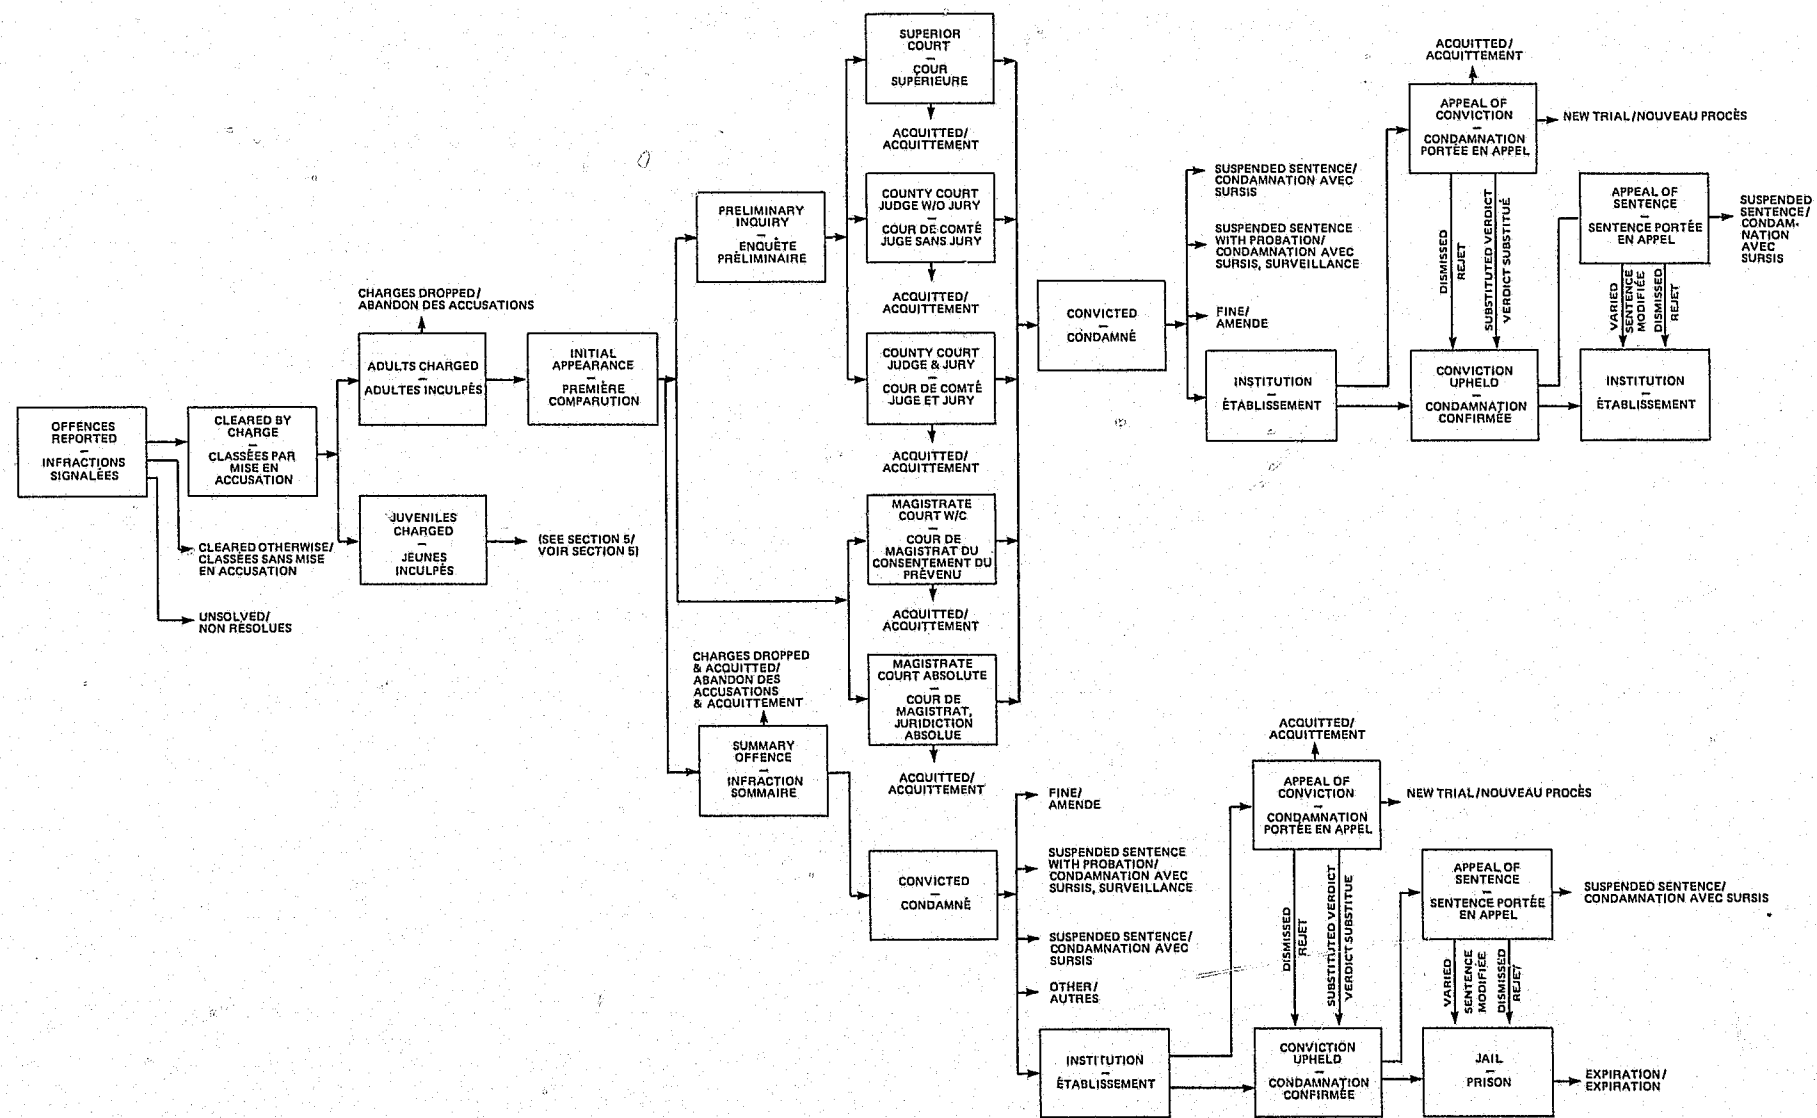 OFFENCES
REPORTED
–
INFRACTIONS
SIGNALÉES
CLEARED BY
CHARGE
–
CLASSÉES PAR
MISE EN
ACCUSATION
CLEARED OTHERWISE/
CLASSÉES SANS MISE
EN ACCUSATION
UNSOLVED/
NON RÉSOLUES
CHARGES DROPPED/
ABANDON DES ACCUSATIONS
ADULTS CHARGED
–
ADULTES INCULPÉS
JUVENILES
CHARGED
–
JEUNES
INCULPÉS
(SEE SECTION 5/
VOIR SECTION 5)
INITIAL
APPEARANCE
–
PREMIÈRE
COMPARUTION
PRELIMINARY
INQUIRY
–
ENQUÊTE
PRÉLIMINAIRE
SUPERIOR
COURT
–
COUR
SUPÉRIEURE
ACQUITTED/
ACQUITTEMENT
COUNTY COURT
JUDGE W/O JURY
–
COUR DE COMTÉ
JUGE SANS JURY
ACQUITTED/
ACQUITTEMENT
COUNTY COURT
JUDGE & JURY
–
COUR DE COMTÉ
JUGE ET JURY
ACQUITTED/
ACQUITTEMENT
MAGISTRATE
COURT W/C
–
COUR DE
MAGISTRAT DU
CONSENTEMENT DU
PRÉVENU
ACQUITTED/
ACQUITTEMENT
MAGISTRATE
COURT ABSOLUTE
–
COUR DE
MAGISTRAT,
JURIDICTION
ABSOLUE
ACQUITTED/
ACQUITTEMENT
CONVICTED
–
CONDAMNÉ
SUSPENDED SENTENCE/
CONDAMNATION AVEC
SURSIS
SUSPENDED SENTENCE
WITH PROBATION/
CONDAMNATION AVEC
SURSIS, SURVEILLANCE
FINE/
AMENDE
INSTITUTION
–
ÉTABLISSEMENT
ACQUITTED/
ACQUITTEMENT
APPEAL OF
CONVICTION
–
CONDAMNATION
PORTÉE EN APPEL
NEW TRIAL/NOUVEAU PROCÈS
DISMISSED
REJET
SUBSTITUTED VERDICT
VERDICT SUBSTITUÉ
CONVICTION
UPHELD
–
CONDAMNATION
CONFIRMÉE
APPEAL OF
SENTENCE
–
SENTENCE PORTÉE
EN APPEL
SUSPENDED
SENTENCE/
CONDAM-
NATION
AVEC
SURSIS
VARIED
SENTENCE
MODIFIÉE
DISMISSED
REJET
INSTITUTION
–
ÉTABLISSEMENT
CHARGES DROPPED
& ACQUITTED/
ABANDON DES
ACCUSATIONS
& ACQUITTEMENT
SUMMARY
OFFENCE
–
INFRACTION
SOMMAIRE
CONVICTED
–
CONDAMNÉ
FINE/
AMENDE
SUSPENDED SENTENCE
WITH PROBATION/
CONDAMNATION AVEC
SURSIS, SURVEILLANCE
SUSPENDED SENTENCE/
CONDAMNATION AVEC
SURSIS
OTHER/
AUTRES
INSTITUTION
–
ÉTABLISSEMENT
ACQUITTED/
ACQUITTEMENT
APPEAL OF
CONVICTION
–
CONDAMNATION
PORTÉE EN APPEL
NEW TRIAL/NOUVEAU PROCÈS
DISMISSED
REJET
SUBSTITUTED VERDICT
VERDICT SUBSTITUE
CONVICTION
UPHELD
–
CONDAMNATION
CONFIRMÉE
APPEAL OF
SENTENCE
–
SENTENCE PORTÉE
EN APPEL
SUSPENDED SENTENCE/
CONDAMNATION AVEC SURSIS
VARIED
SENTENCE
MODIFIÉE
DISMISSED
REJET
JAIL
–
PRISON
EXPIRATION/
EXPIRATION